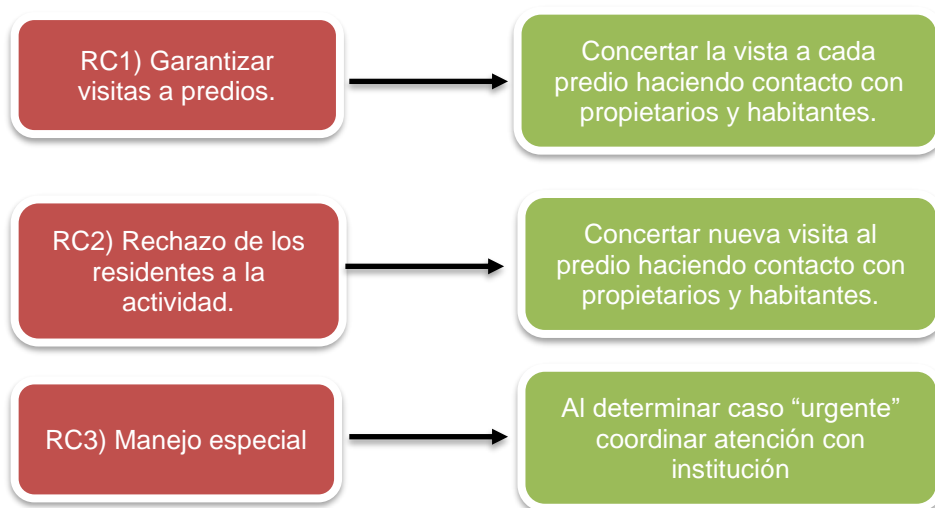 RC1) Garantizar
visitas a predios.
Concertar la vista a cada
predio haciendo contacto con
propietarios y habitantes.
RC2) Rechazo de los
residentes a la
actividad.
Concertar nueva visita al
predio haciendo contacto con
propietarios y habitantes.
RC3) Manejo especial
Al determinar caso “urgente”
coordinar atención con
institución